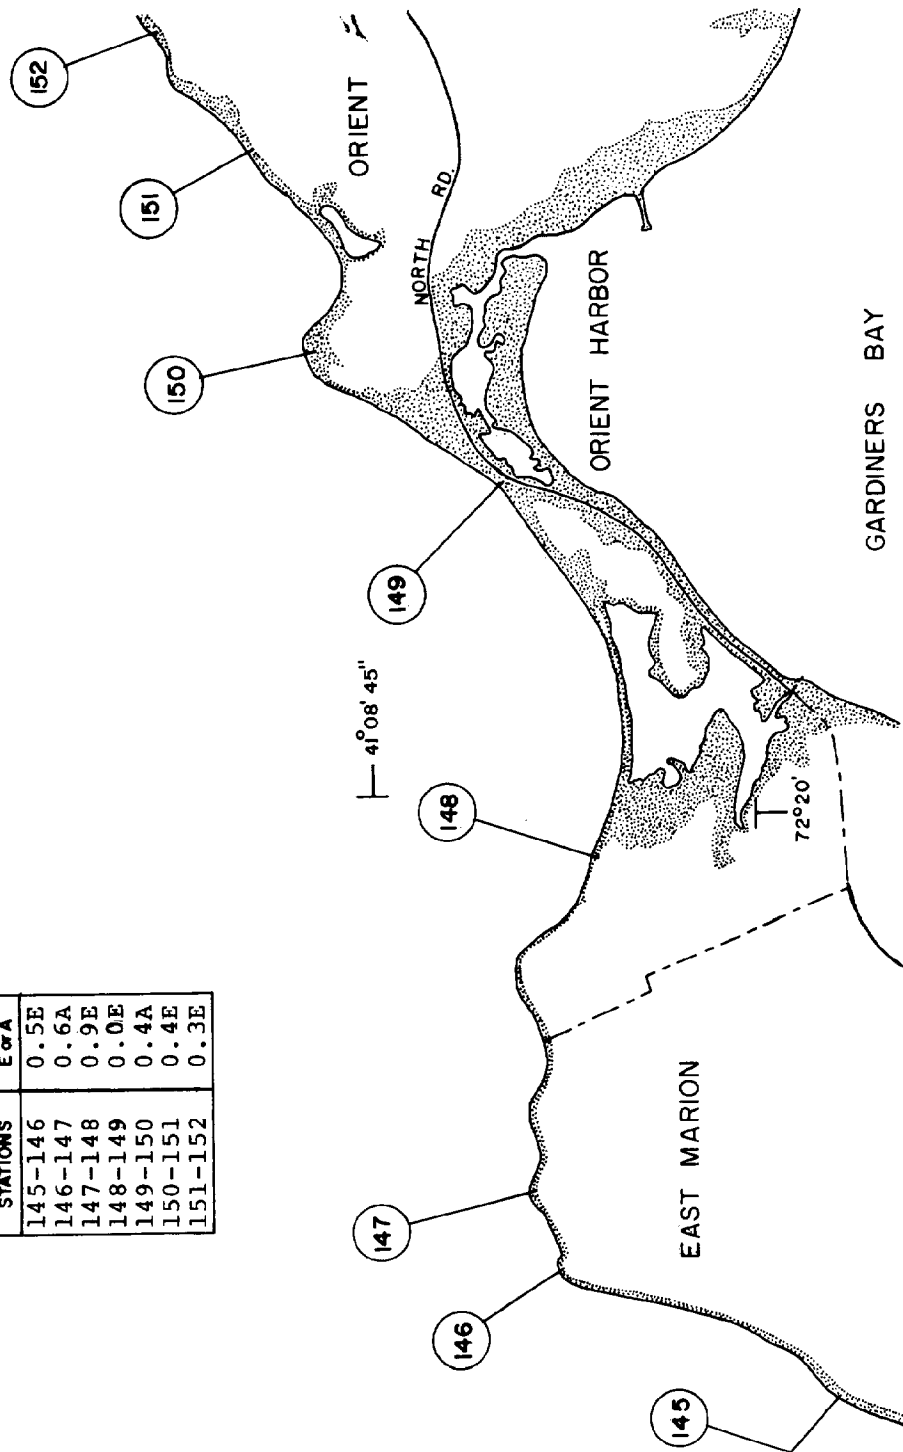 STATIONS E or A
145-146 0.5E
146-147 0.6A
147-148 0.9E
148-149 0.0E
149-150 0.4A
150-151 0.4E
151-152 0.3E
145
146
147
148
149
150
151
152
41°08'45"
72°20'
EAST MARION
ORIENT
NORTH RD.
ORIENT HARBOR
GARDINERS BAY